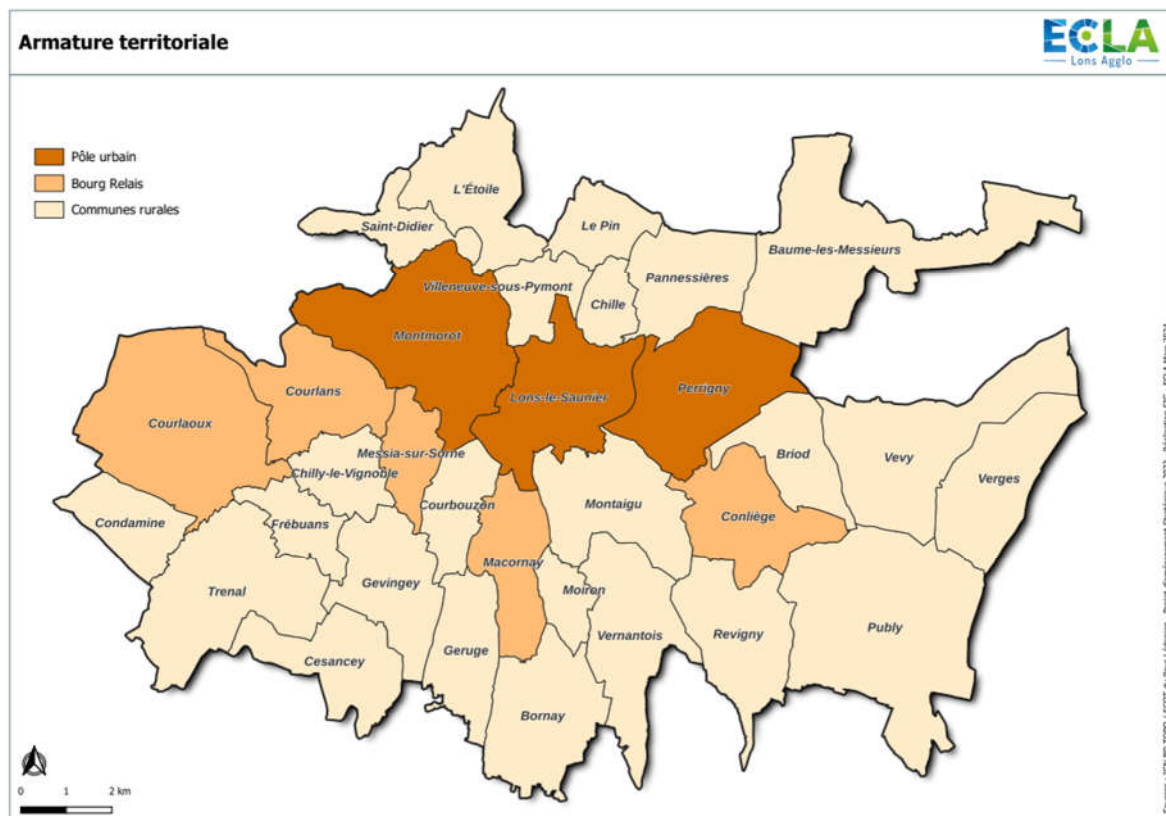 Armature territoriale
ECLA
Lons Agglo
Pôle urbain
Bourg Relais
Communes rurales
L'Étoile
Saint-Didier
Le Pin
Baume-les-Messieurs
Pannessières
Villeneuve-sous-Pymont
Chille
Montmorot
Courlans
Lons-le-Saunier
Perrigny
Courlaoux
Messia-sur-Sorne
Briod
Vevy
Chilly-le-Vignoble
Verges
Courbouzon
Montaigu
Conliège
Condamine
Frébuans
Macornay
Gevingey
Moiron
Trenal
Vernantois
Revigny
Publy
Geruge
Cesancey
Bornay
0 1 2 km